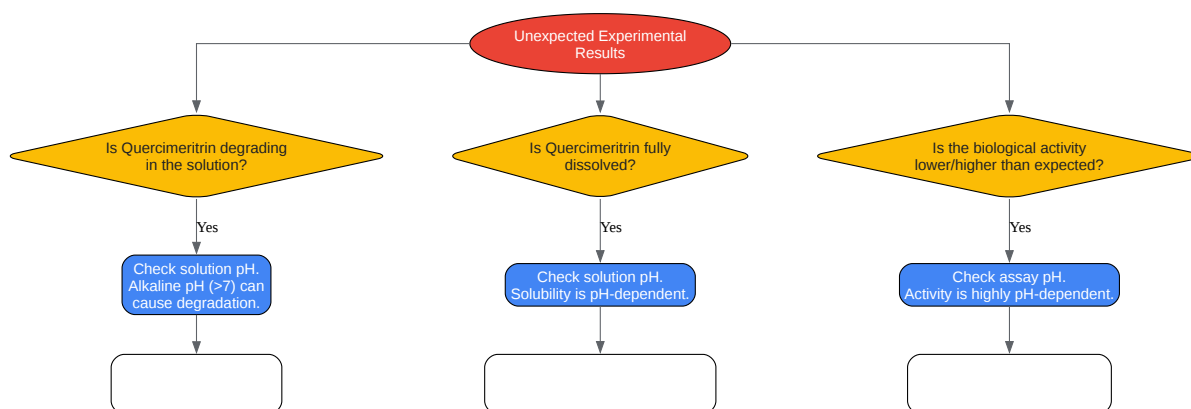 Unexpected Experimental
Results
Is Quercimeritrin degrading
in the solution?
Is Quercimeritrin fully
dissolved?
Is the biological activity
lower/higher than expected?
Yes
Yes
Yes
Check solution pH.
Alkaline pH (>7) can
cause degradation.
Check solution pH.
Solubility is pH-dependent.
Check assay pH.
Activity is highly pH-dependent.